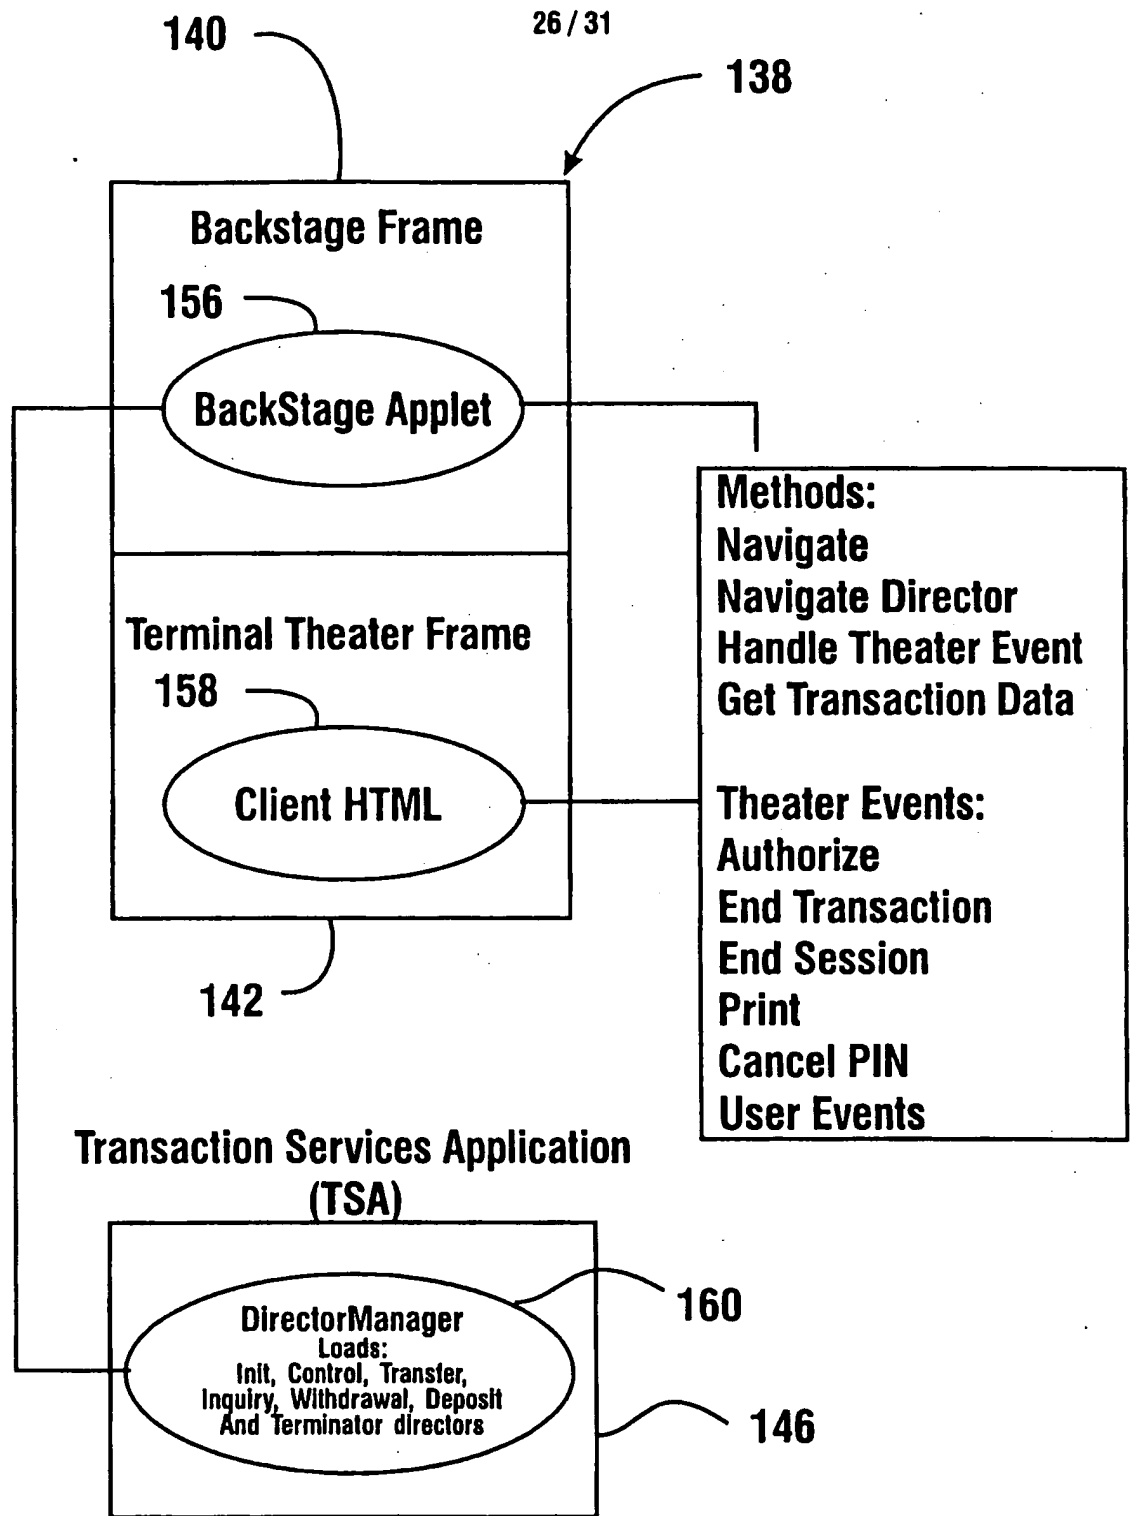 26 / 31
140
138
Backstage Frame
156
BackStage Applet
Terminal Theater Frame
158
Client HTML
142
Methods:
Navigate
Navigate Director
Handle Theater Event
Get Transaction Data
Theater Events:
Authorize
End Transaction
End Session
Print
Cancel PIN
User Events
Transaction Services Application
(TSA)
DirectorManager
Loads:
Init, Control, Transfer,
Inquiry, Withdrawal, Deposit
And Terminator directors
160
146